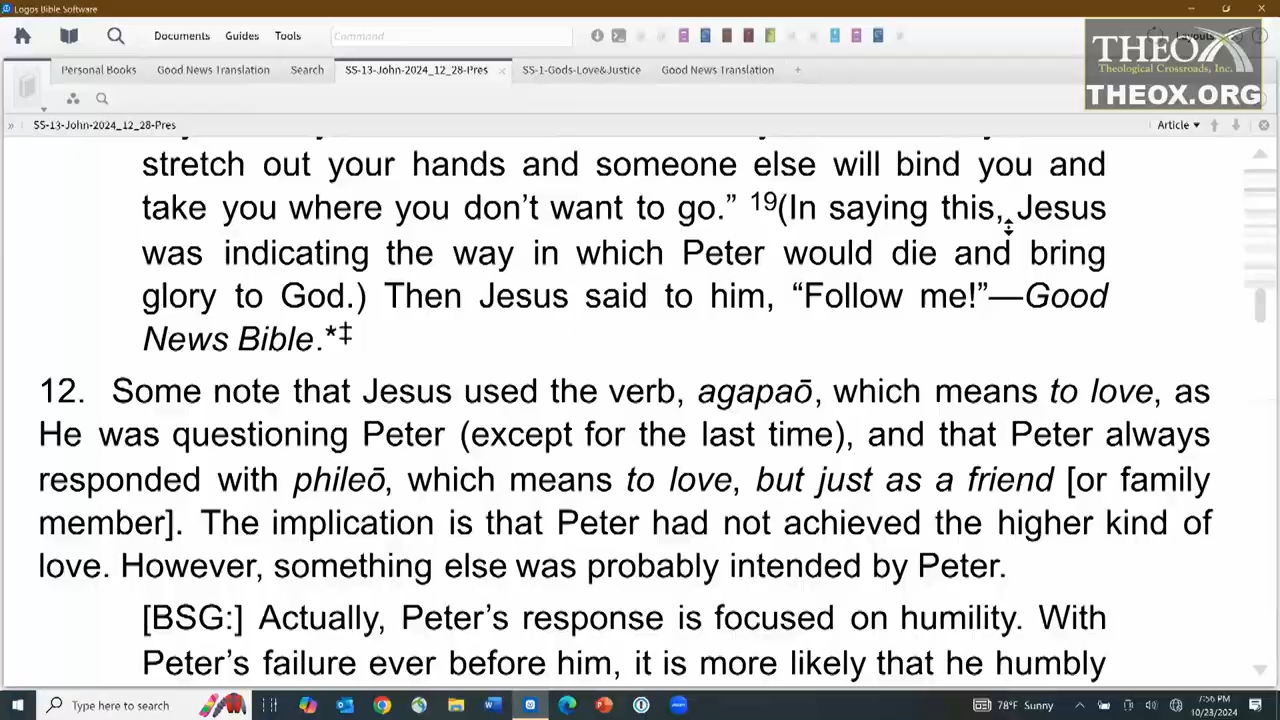 Logos Bible Software
Documents Guides Tools Command Layouts
THEOX
Theological Crossroads, Inc.
THEOX.ORG
Personal Books Good News Translation Search SS-13-John-2024_12_28-Pres SS-1-Gods-Love&Justice Good News Translation
SS-13-John-2024_12_28-Pres Article
stretch out your hands and someone else will bind you and
take you where you don’t want to go.” 19(In saying this, Jesus
was indicating the way in which Peter would die and bring
glory to God.) Then Jesus said to him, “Follow me!”—Good
News Bible.*‡
12. Some note that Jesus used the verb, agapaō, which means to love, as
He was questioning Peter (except for the last time), and that Peter always
responded with phileō, which means to love, but just as a friend [or family
member]. The implication is that Peter had not achieved the higher kind of
love. However, something else was probably intended by Peter.
[BSG:] Actually, Peter’s response is focused on humility. With
Peter’s failure ever before him, it is more likely that he humbly
Type here to search
78°F Sunny
7:56 PM
10/23/2024